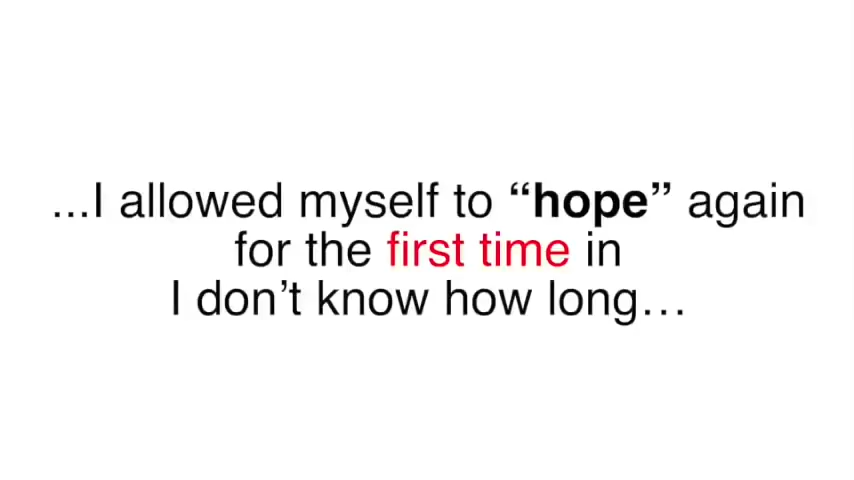 ...I allowed myself to “hope” again
for the first time in
I don’t know how long…